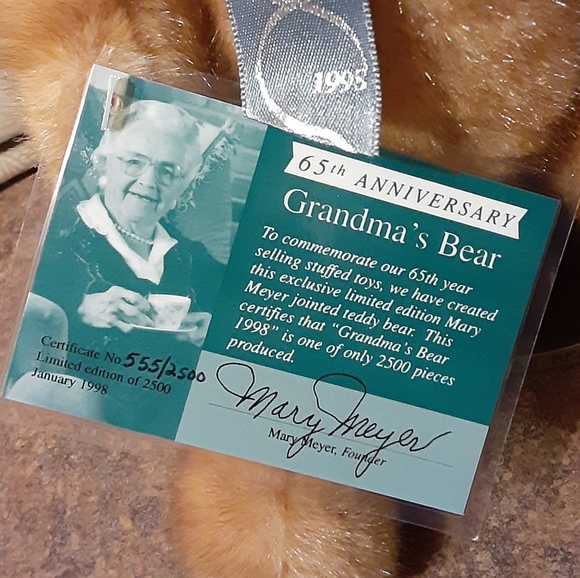 1998
65th ANNIVERSARY
Grandma's Bear
To commemorate our 65th year
selling stuffed toys, we have created
this exclusive limited edition Mary
Meyer jointed teddy bear. This
certifies that "Grandma's Bear
1998" is one of only 2500 pieces
produced.
Certificate No. 555/2500
Limited edition of 2500
January 1998
Mary Meyer
Mary Meyer, Founder